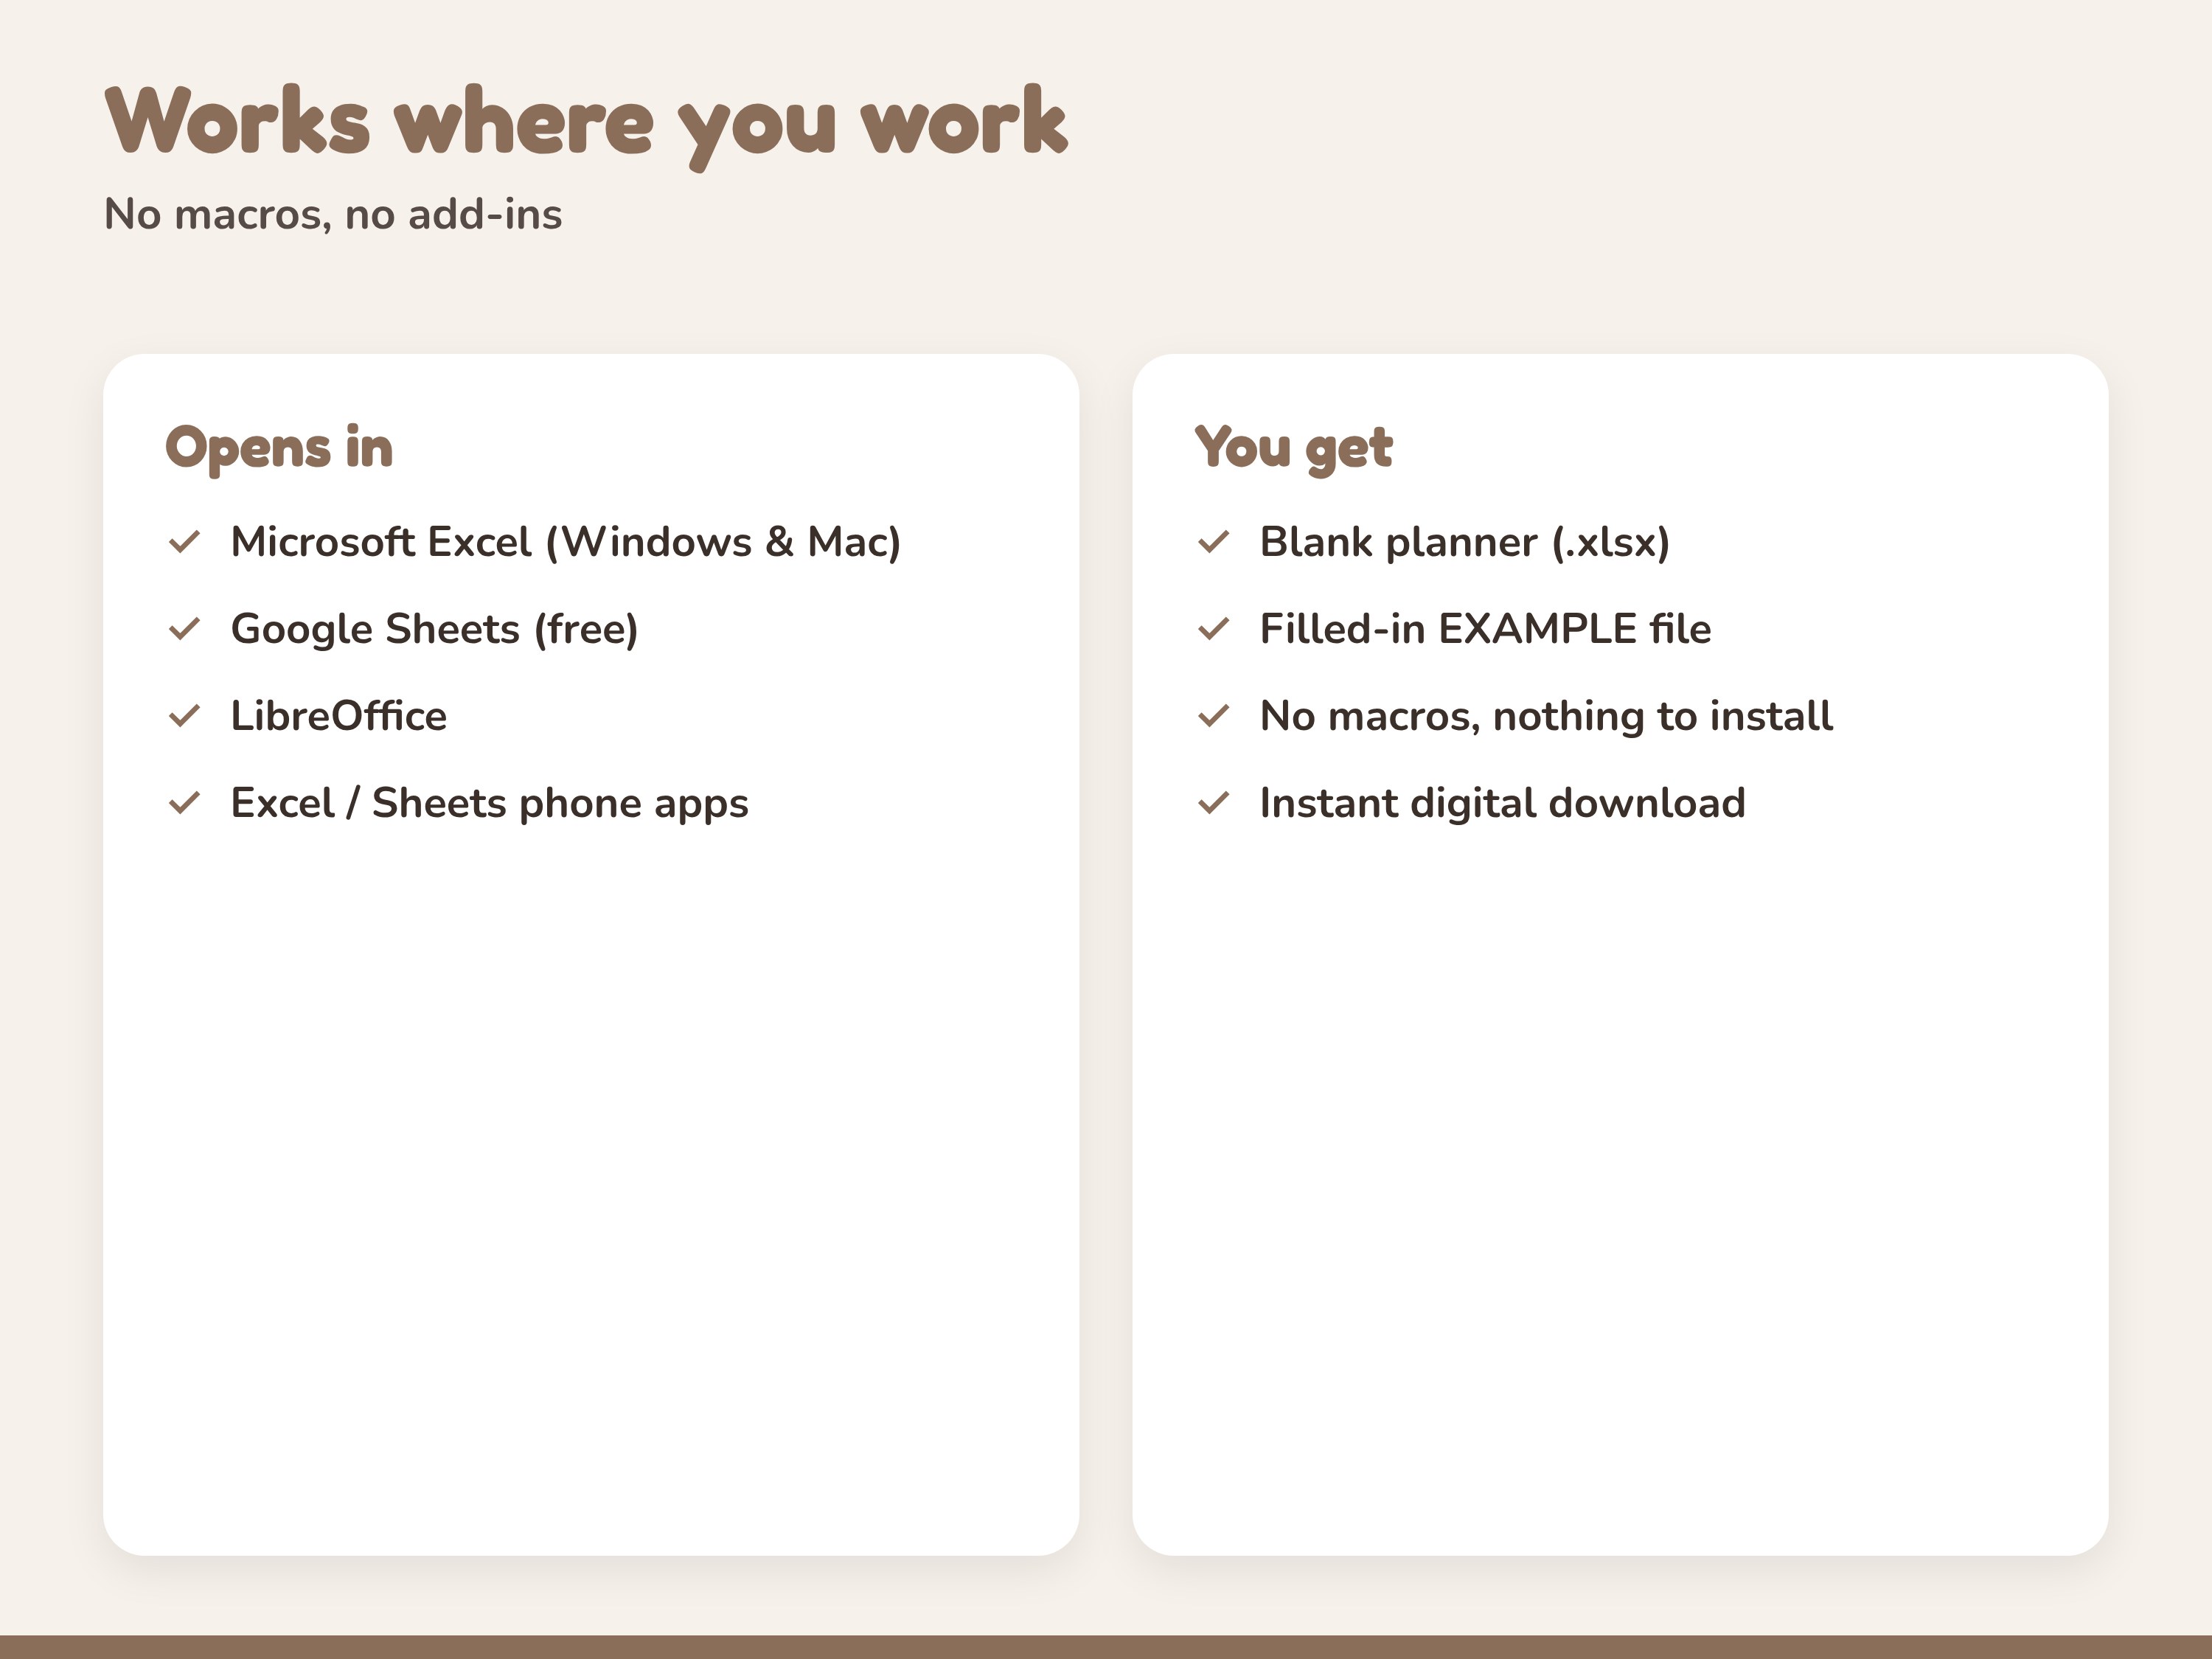 Works where you work
No macros, no add-ins
Opens in
Microsoft Excel (Windows & Mac)
Google Sheets (free)
LibreOffice
Excel / Sheets phone apps
You get
Blank planner (.xlsx)
Filled-in EXAMPLE file
No macros, nothing to install
Instant digital download